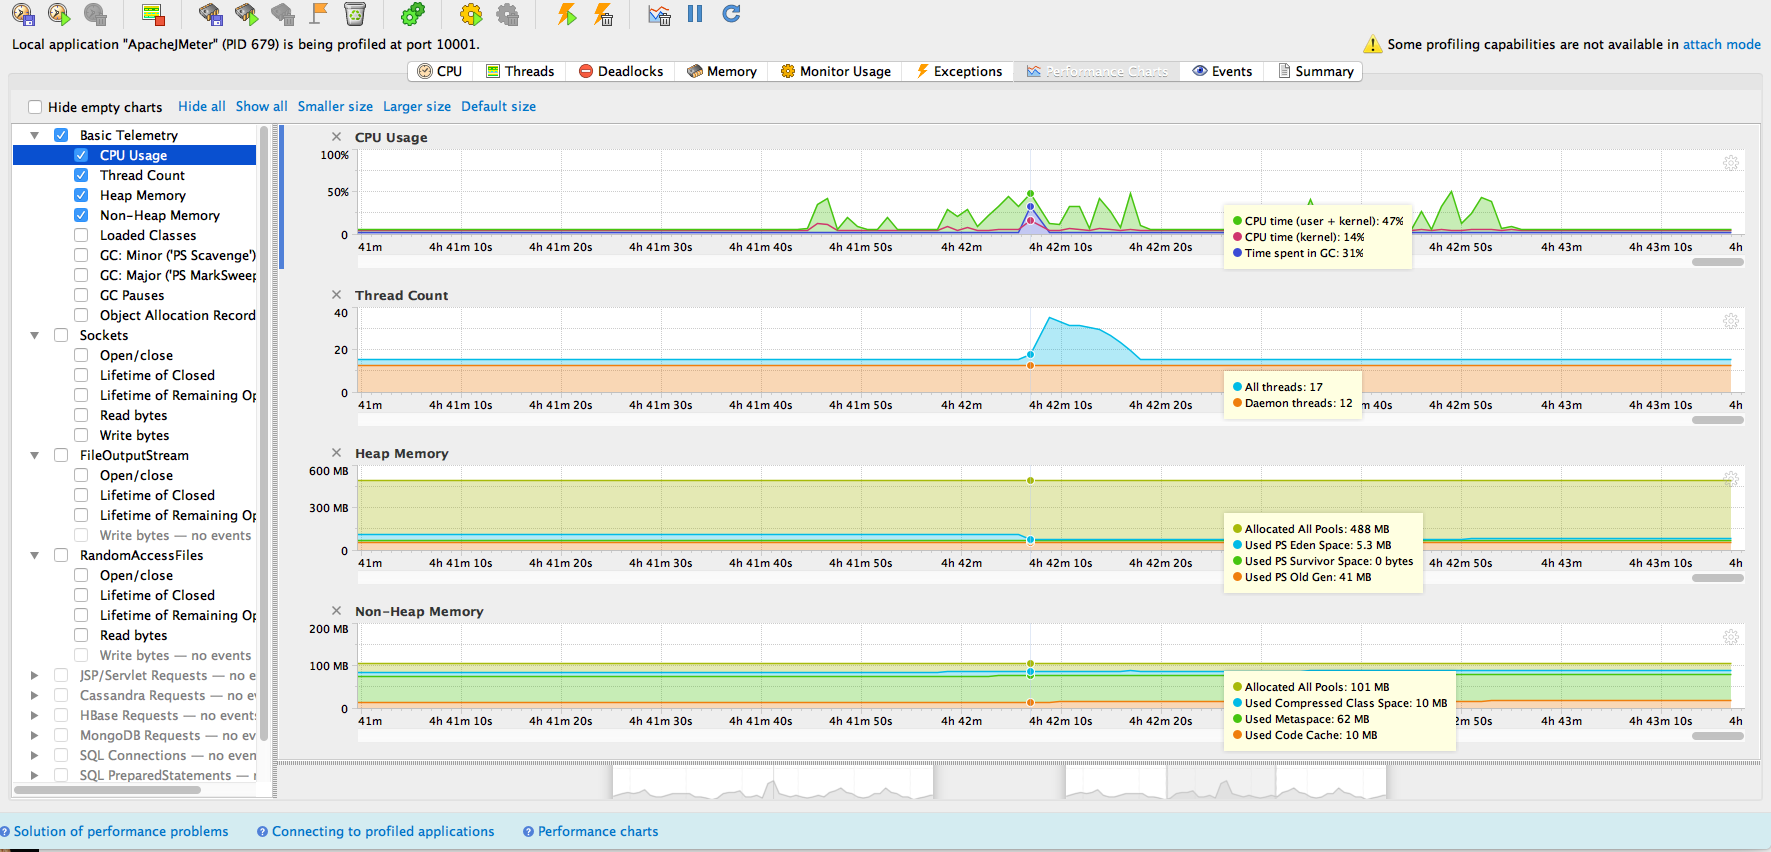 Local application "ApacheJMeter" (PID 679) is being profiled at port 10001.
Some profiling capabilities are not available in attach mode
CPU Threads Deadlocks Memory Monitor Usage Exceptions Performance Charts Events Summary
Hide empty charts Hide all Show all Smaller size Larger size Default size
Basic Telemetry
CPU Usage
Thread Count
Heap Memory
Non-Heap Memory
Loaded Classes
GC: Minor ('PS Scavenge')
GC: Major ('PS MarkSweep
GC Pauses
Object Allocation Record
Sockets
Open/close
Lifetime of Closed
Lifetime of Remaining Op
Read bytes
Write bytes
FileOutputStream
Open/close
Lifetime of Closed
Lifetime of Remaining Op
Write bytes — no events
RandomAccessFiles
Open/close
Lifetime of Closed
Lifetime of Remaining Op
Read bytes
Write bytes — no events
JSP/Servlet Requests — no e
Cassandra Requests — no ev
HBase Requests — no events
MongoDB Requests — no ev
SQL Connections — no even
SQL PreparedStatements —
CPU Usage
100%
50%
0
CPU time (user + kernel): 47%
CPU time (kernel): 14%
Time spent in GC: 31%
41m 4h 41m 10s 4h 41m 20s 4h 41m 30s 4h 41m 40s 4h 41m 50s 4h 42m 4h 42m 10s 4h 42m 20s 4h 42m 50s 4h 43m 4h 43m 10s 4h
Thread Count
40
20
0
All threads: 17
Daemon threads: 12
41m 4h 41m 10s 4h 41m 20s 4h 41m 30s 4h 41m 40s 4h 41m 50s 4h 42m 4h 42m 10s 4h 42m 20s m 40s 4h 42m 50s 4h 43m 4h 43m 10s 4h
Heap Memory
600 MB
300 MB
0
Allocated All Pools: 488 MB
Used PS Eden Space: 5.3 MB
Used PS Survivor Space: 0 bytes
Used PS Old Gen: 41 MB
41m 4h 41m 10s 4h 41m 20s 4h 41m 30s 4h 41m 40s 4h 41m 50s 4h 42m 4h 42m 10s 4h 42m 20s 4h 42m 50s 4h 43m 4h 43m 10s 4h
Non-Heap Memory
200 MB
100 MB
0
Allocated All Pools: 101 MB
Used Compressed Class Space: 10 MB
Used Metaspace: 62 MB
Used Code Cache: 10 MB
41m 4h 41m 10s 4h 41m 20s 4h 41m 30s 4h 41m 40s 4h 41m 50s 4h 42m 4h 42m 10s 4h 42m 20s 2m 50s 4h 43m 4h 43m 10s 4h
Solution of performance problems Connecting to profiled applications Performance charts